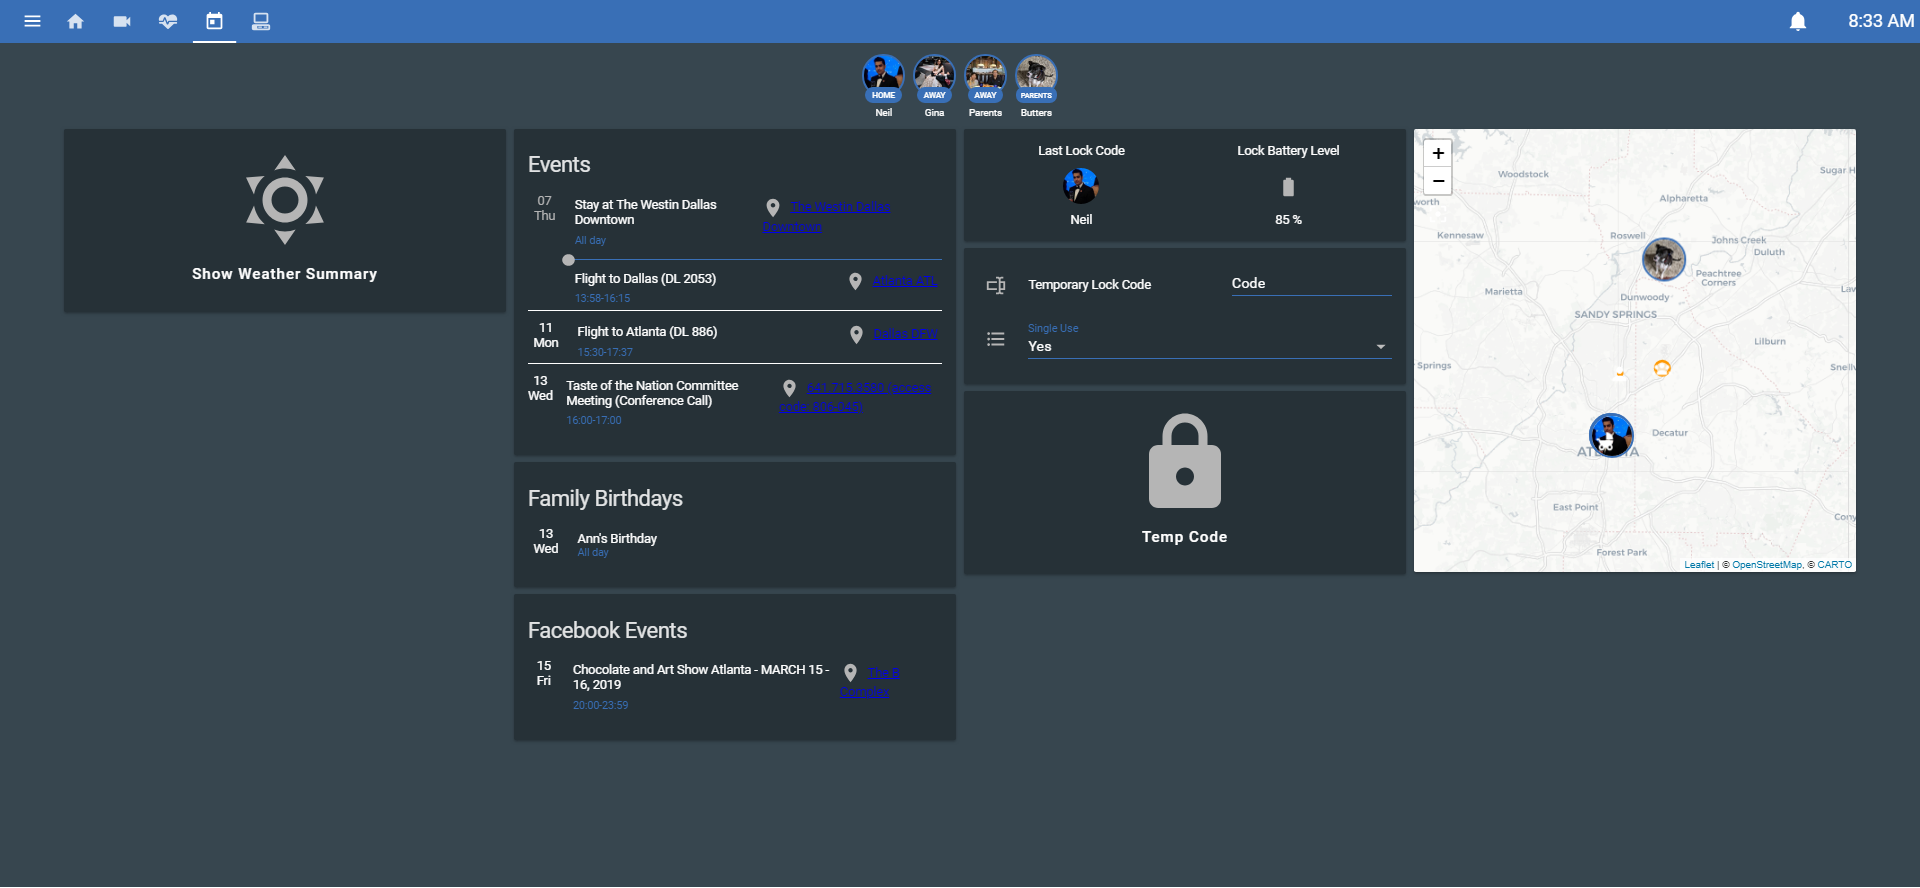 8:33 AM
HOME
AWAY
AWAY
PARENTS
Neil
Gina
Parents
Butters
Show Weather Summary
Events
07
Thu
Stay at The Westin Dallas
Downtown
The Westin Dallas
Downtown
All day
Flight to Dallas (DL 2053)
Atlanta ATL
13:58-16:15
11
Mon
Flight to Atlanta (DL 886)
Dallas DFW
15:30-17:37
13
Wed
Taste of the Nation Committee
Meeting (Conference Call)
641.715.3580 (access
code: 806-045)
16:00-17:00
Family Birthdays
13
Wed
Ann's Birthday
All day
Facebook Events
15
Fri
Chocolate and Art Show Atlanta - MARCH 15 -
16, 2019
The B
Complex
20:00-23:59
Last Lock Code
Neil
Lock Battery Level
85 %
Temporary Lock Code
Code
Single Use
Yes
Temp Code
+
−
Woodstock
Sugar H
worth
Alpharetta
Kennesaw
Roswell
Johns Creek
Duluth
Peachtree
Corners
Marietta
Dunwoody
Law
SANDY SPRINGS
Lilburn
Springs
Snell
Decatur
East Point
Cony
Forest Park
Leaflet | © OpenStreetMap, © CARTO